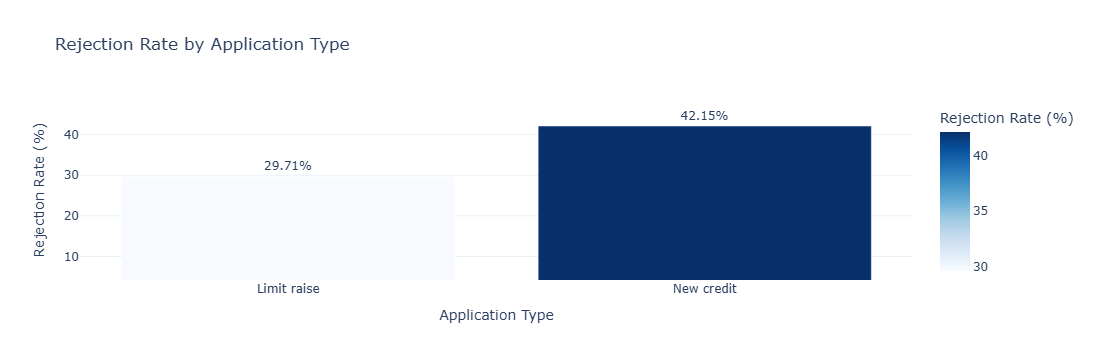 Rejection Rate by Application Type
Rejection Rate (%)
40
30
20
10
29.71%
42.15%
Limit raise
New credit
Application Type
Rejection Rate (%)
40
35
30